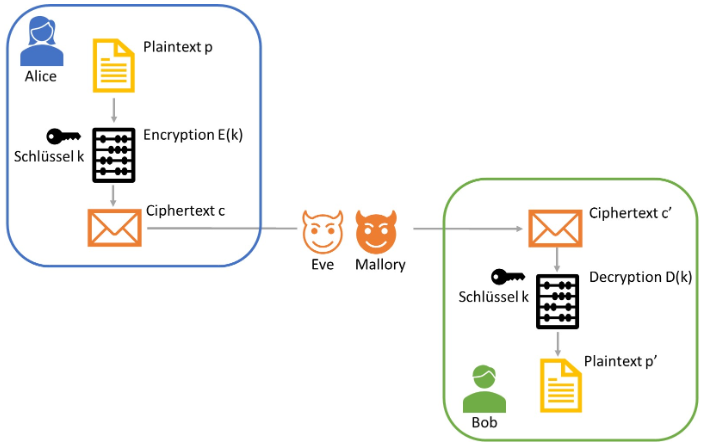 Plaintext p
Alice
Encryption E(k)
Schlüssel k
Ciphertext c
Eve
Mallory
Ciphertext c’
Decryption D(k)
Schlüssel k
Plaintext p’
Bob